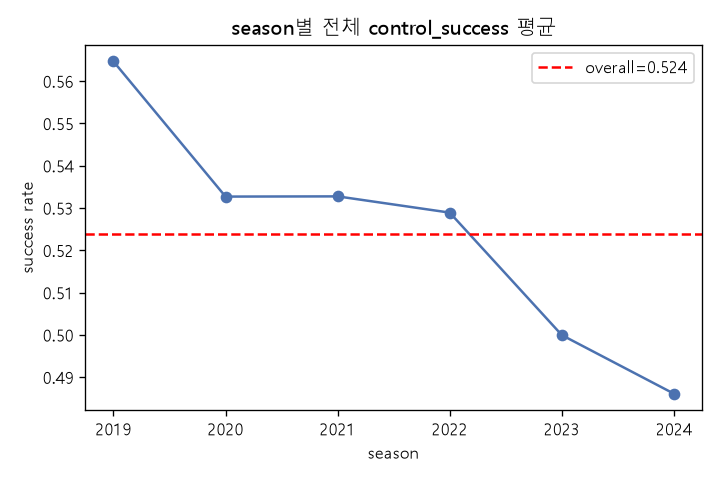 season별 전체 control_success 평균
overall=0.524
success rate
0.56
0.55
0.54
0.53
0.52
0.51
0.50
0.49
2019 2020 2021 2022 2023 2024
season